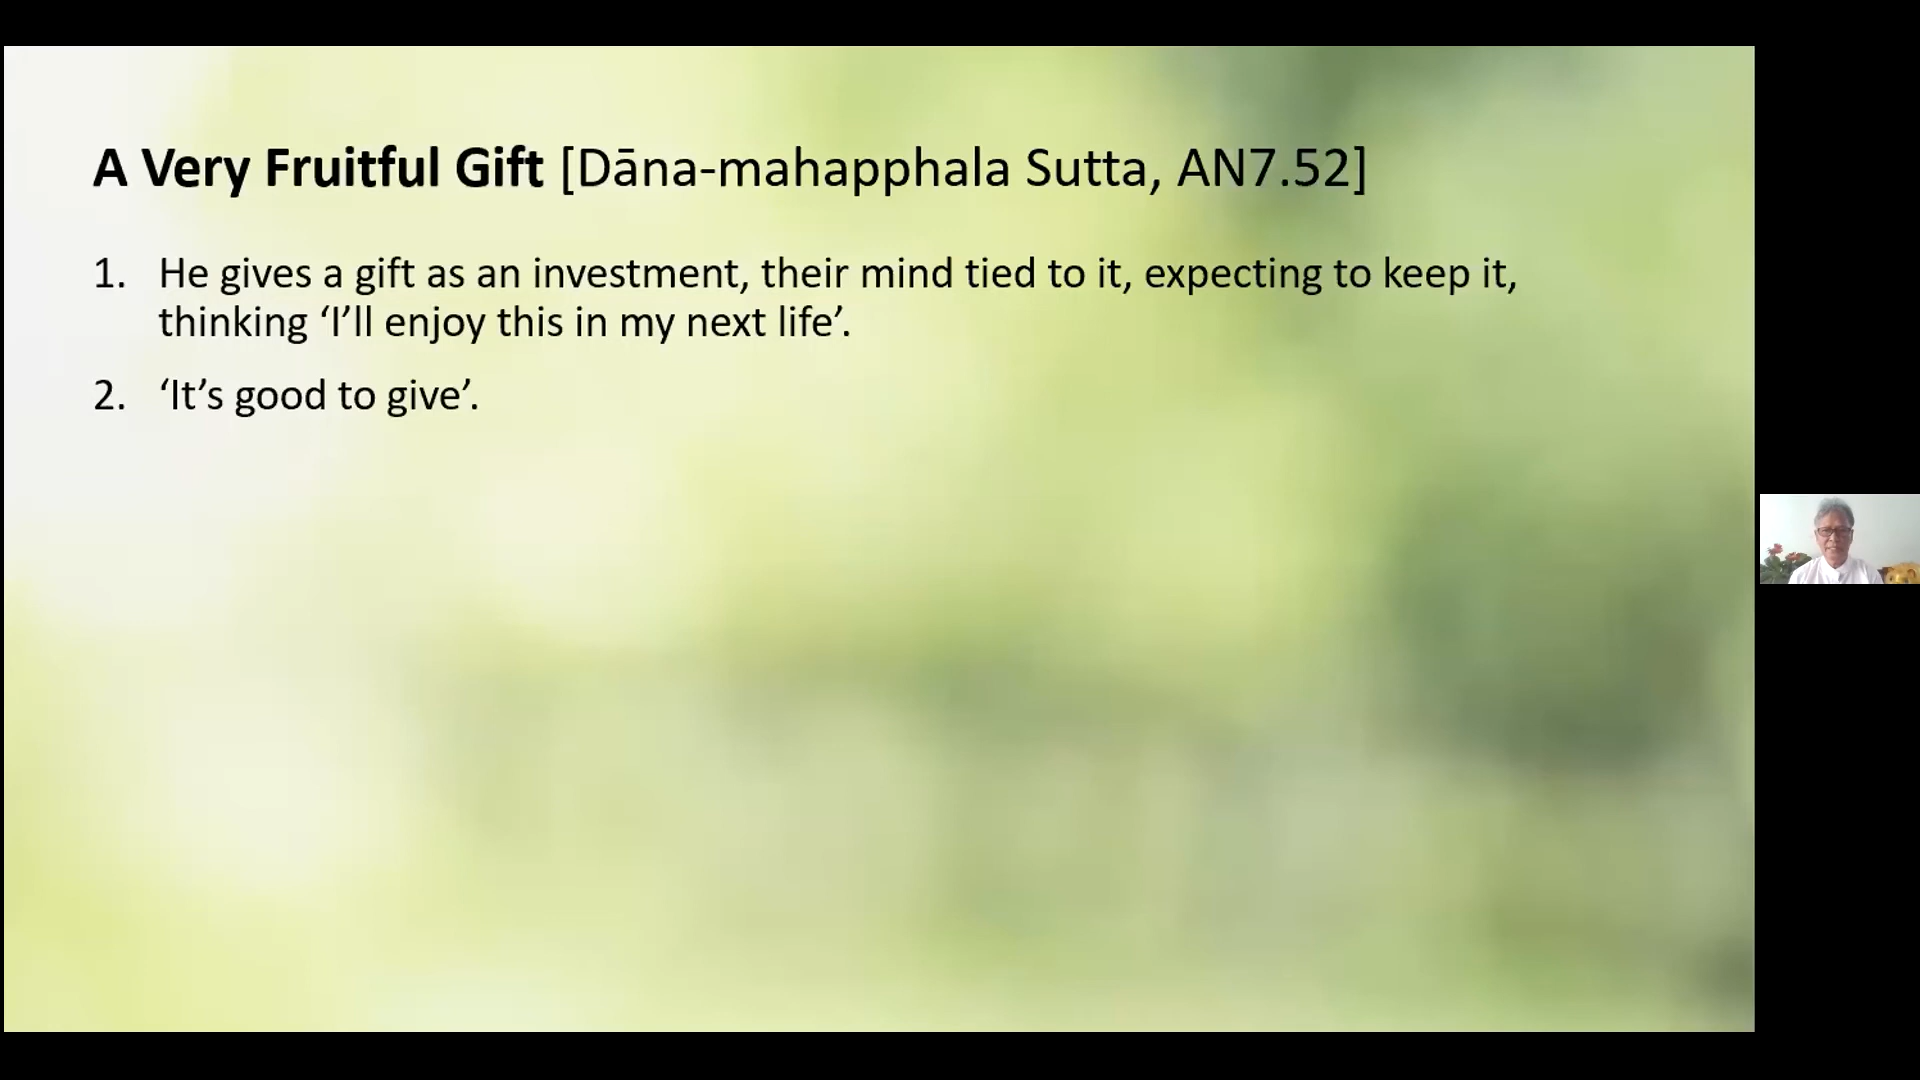 A Very Fruitful Gift [Dāna-mahapphala Sutta, AN7.52]
1. He gives a gift as an investment, their mind tied to it, expecting to keep it,
thinking ‘I’ll enjoy this in my next life’.
2. ‘It’s good to give’.